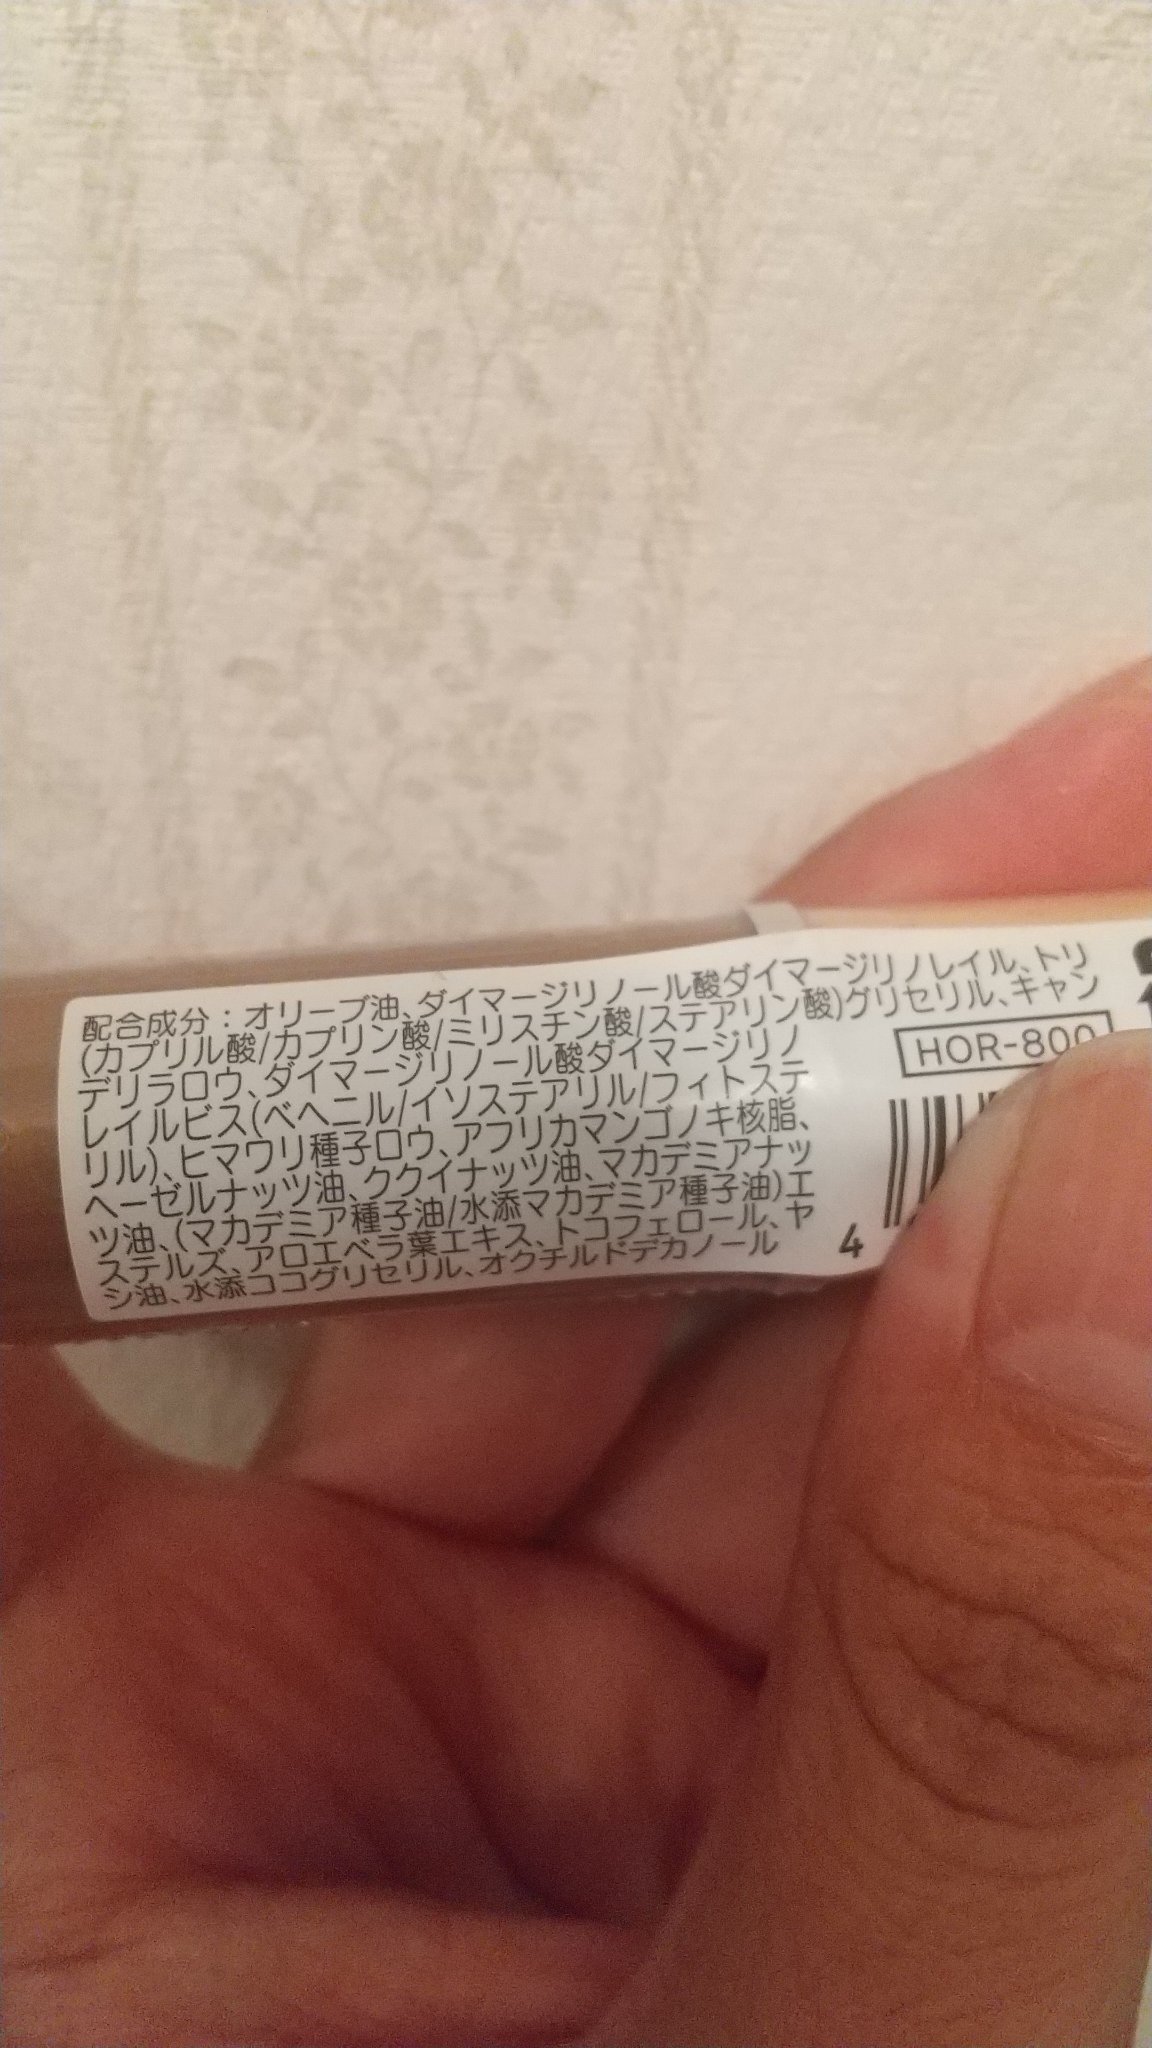 配合成分：オリーブ油、ダイマージリノール酸ダイマージリノレイル、トリ
(カプリル酸/カプリン酸/ミリスチン酸/ステアリン酸)グリセリル、キャン
デリラロウ、ダイマージリノール酸ダイマージリノ
レイルビス(ベヘニル/イソステアリル/フィトステ
リル)、ヒマワリ種子ロウ、アフリカマンゴノキ核脂、
ヘーゼルナッツ油、ククイナッツ油、マカデミアナッ
ツ油、(マカデミア種子油/水添マカデミア種子油)エ
ステルズ、アロエベラ葉エキス、トコフェロール、ヤ
シ油、水添ココグリセリル、オクチルドデカノール
HOR-800
4